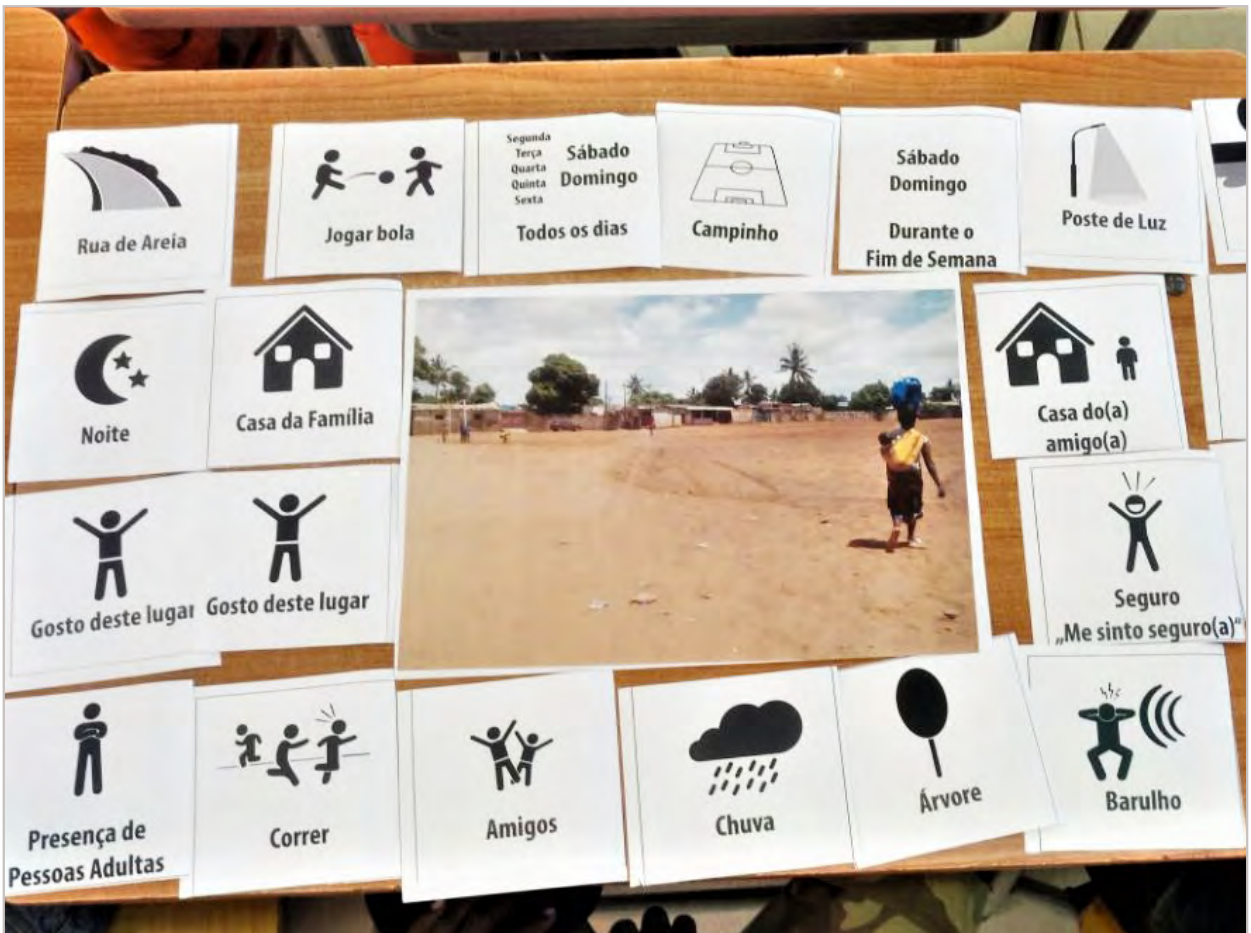 Rua de Areia
Jogar bola
Segunda
Terça
Quarta
Quinta
Sexta
Sábado
Domingo
Todos os dias
Campinho
Sábado
Domingo
Durante o
Fim de Semana
Poste de Luz
Noite
Casa da Família
Casa do(a)
amigo(a)
Gosto deste lugar
Gosto deste lugar
Seguro
„Me sinto seguro(a)“
Presença de
Pessoas Adultas
Correr
Amigos
Chuva
Árvore
Barulho